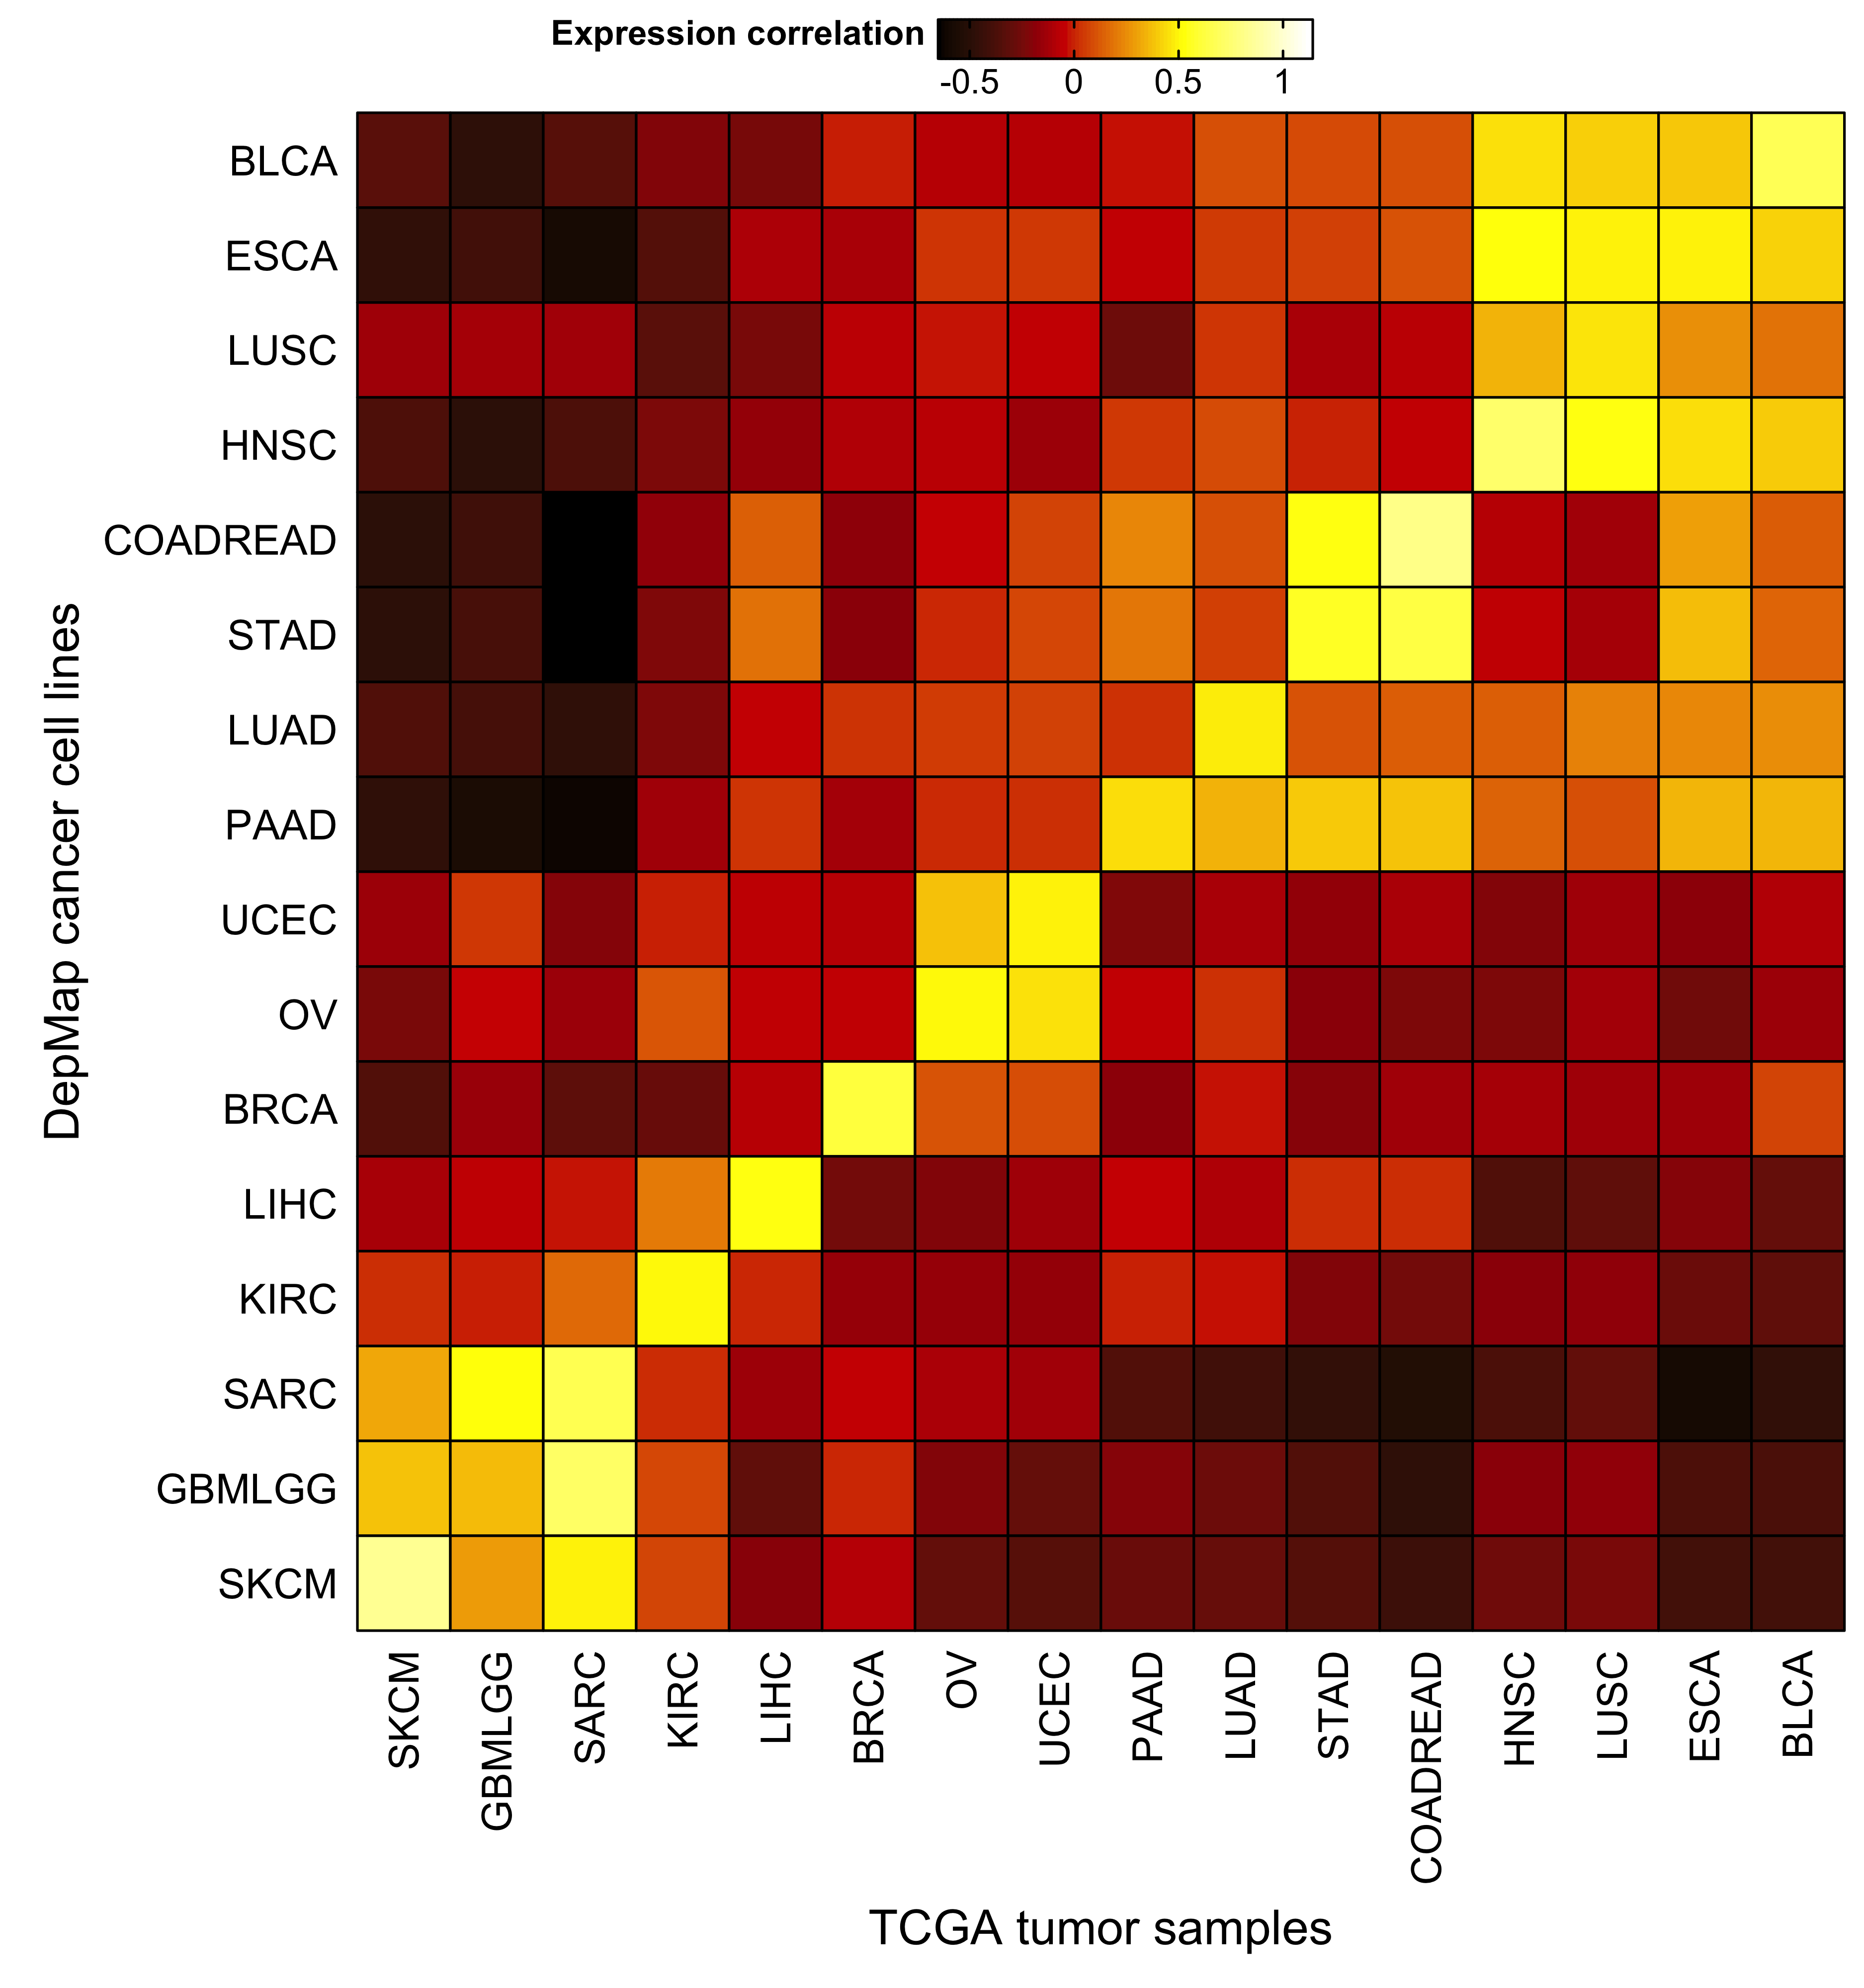 Expression correlation
-0.5 0 0.5 1
BLCA
ESCA
LUSC
HNSC
COADREAD
STAD
LUAD
PAAD
UCEC
OV
BRCA
LIHC
KIRC
SARC
GBMLGG
SKCM
DepMap cancer cell lines
SKCM GBMLGG SARC KIRC LIHC BRCA OV UCEC PAAD LUAD STAD COADREAD HNSC LUSC ESCA BLCA
TCGA tumor samples